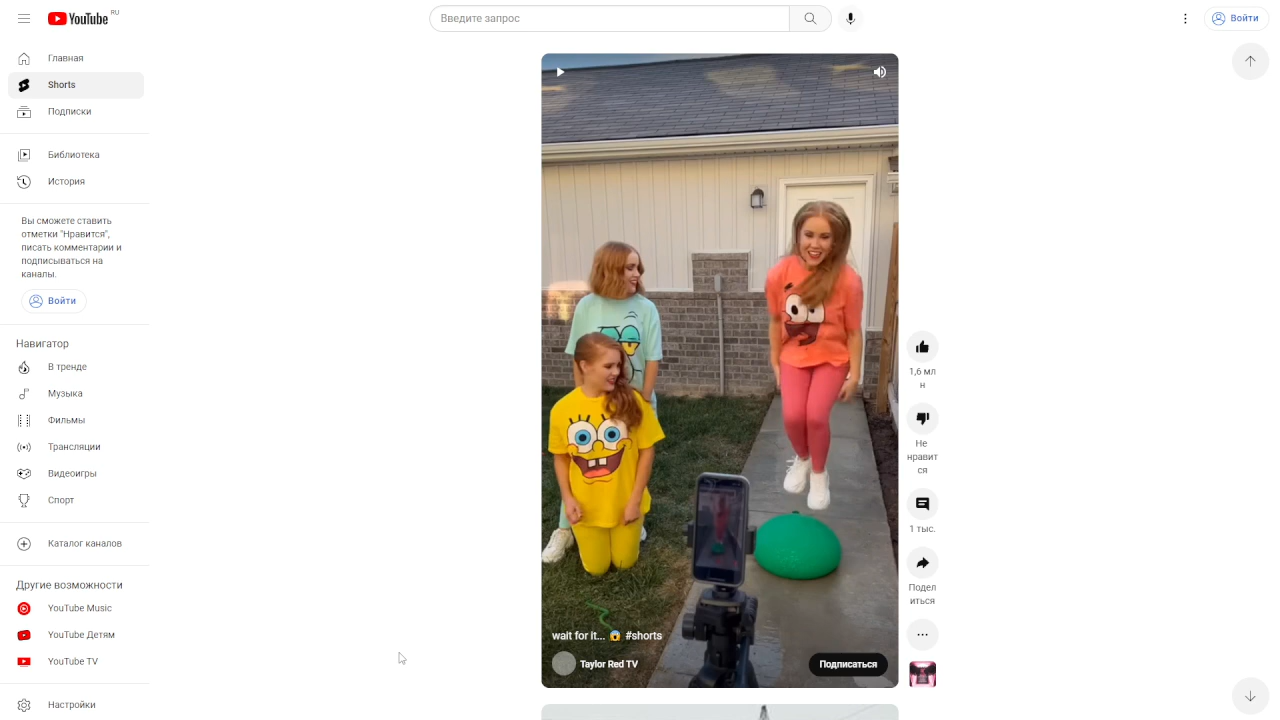 YouTube RU
Введите запрос
Войти
Главная
Shorts
Подписки
Библиотека
История
Вы сможете ставить
отметки "Нравится",
писать комментарии и
подписываться на
каналы.
Войти
Навигатор
В тренде
Музыка
Фильмы
Трансляции
Видеоигры
Спорт
Каталог каналов
Другие возможности
YouTube Music
YouTube Детям
YouTube TV
Настройки
wait for it... 😱 #shorts
Taylor Red TV
Подписаться
1,6 мл
н
Не
нравит
ся
1 тыс.
Подел
иться